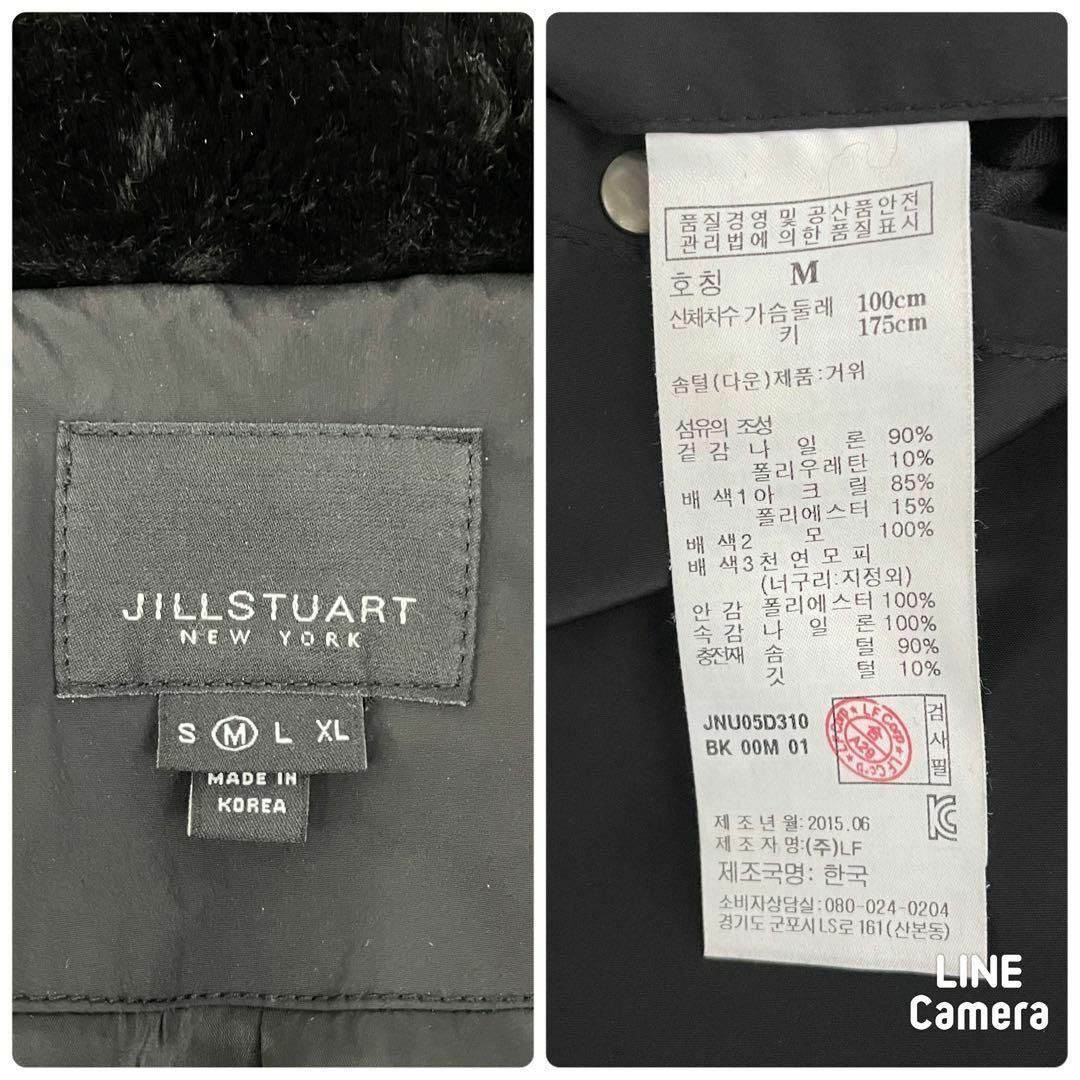 JILLSTUART
NEW YORK
S M L XL
MADE IN
KOREA
품질경영 및 공산품안전
관리법에 의한 품질표시
호칭 M
신체치수 가슴둘레 100cm
키 175cm
솜털(다운)제품:거위
섬유의 조성
겉감 나일론 90%
폴리우레탄 10%
배색1 아크릴 85%
폴리에스터 15%
배색2 모 100%
배색3 천연모피
(너구리:지정외)
안감 폴리에스터 100%
속감 나일론 100%
충전재 솜털 90%
깃털 10%
JNU05D310
BK 00M 01
LF Corp
합
A29
LF Corp
검사필
KC
제조년월:2015.06
제조자명:(주)LF
제조국명: 한국
소비자상담실:080-024-0204
경기도 군포시 LS로 161(산본동)
LINE
Camera